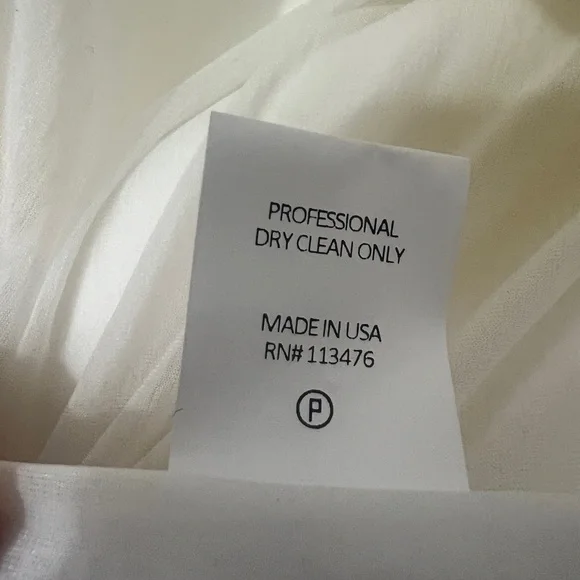 PROFESSIONAL
DRY CLEAN ONLY
MADE IN USA
RN# 113476
P